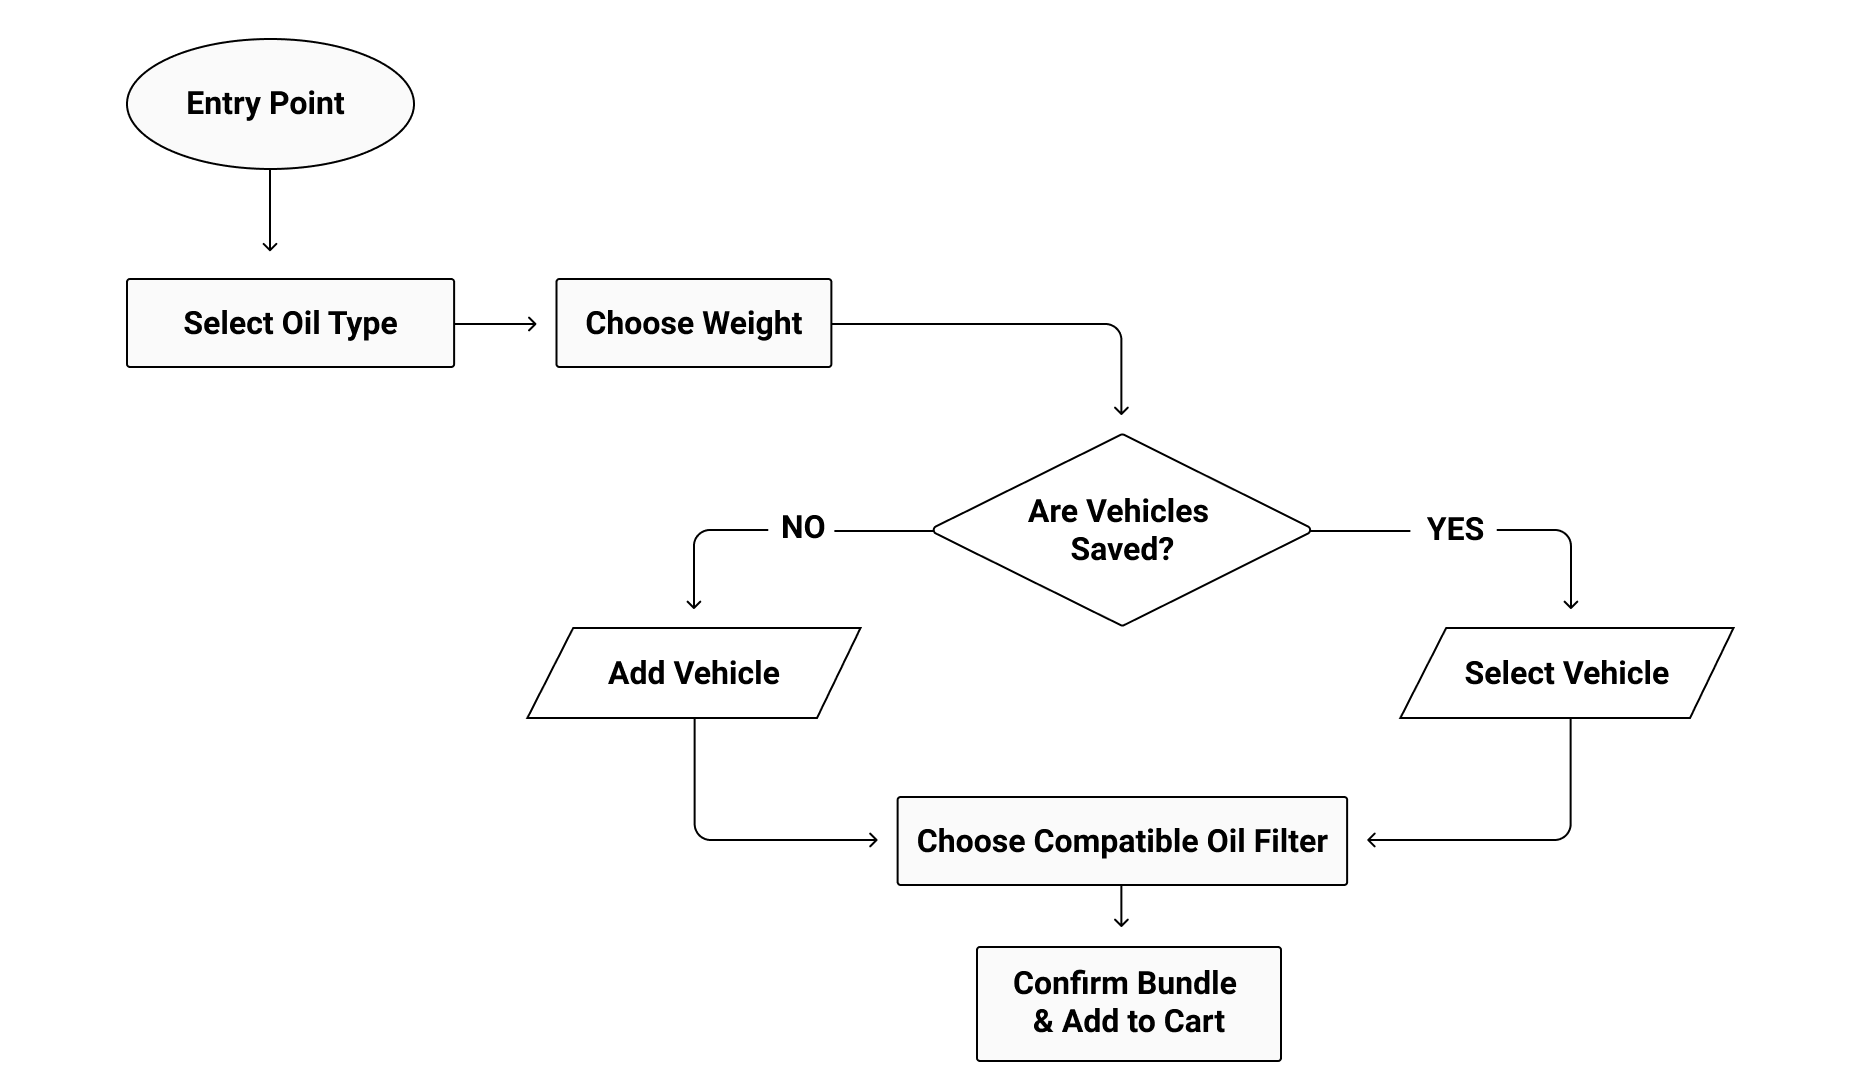 Entry Point
Select Oil Type
Choose Weight
Are Vehicles
Saved?
NO
YES
Add Vehicle
Select Vehicle
Choose Compatible Oil Filter
Confirm Bundle
& Add to Cart